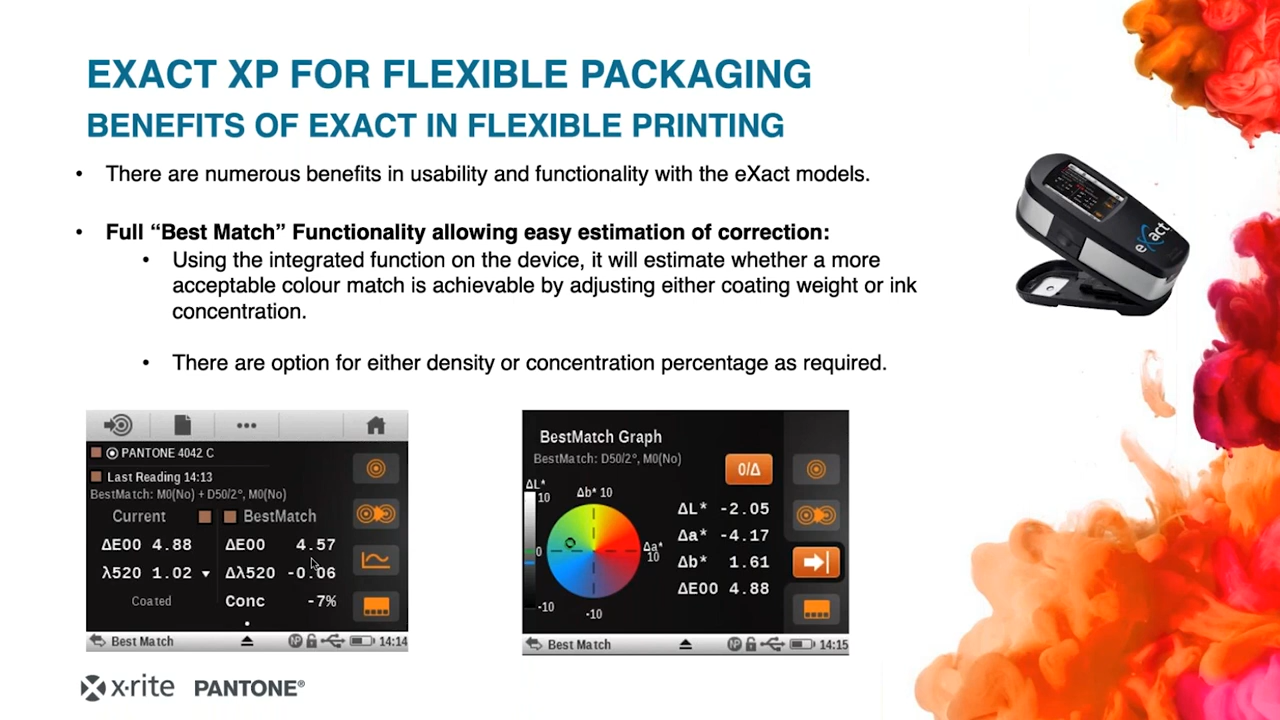 EXACT XP FOR FLEXIBLE PACKAGING
BENEFITS OF EXACT IN FLEXIBLE PRINTING
• There are numerous benefits in usability and functionality with the eXact models.
• Full “Best Match” Functionality allowing easy estimation of correction:
• Using the integrated function on the device, it will estimate whether a more
acceptable colour match is achievable by adjusting either coating weight or ink
concentration.
• There are option for either density or concentration percentage as required.
eXact
PANTONE 4042 C
Last Reading 14:13
BestMatch: M0(No) + D50/2°, M0(No)
Current BestMatch
ΔE00 4.88 ΔE00 4.57
λ520 1.02 Δλ520 -0.06
Coated Conc -7%
Best Match NP 14:14
BestMatch Graph
BestMatch: D50/2°, M0(No)
0/Δ
ΔL* 10 0 -10
Δb* 10
Δa* 10
-10
ΔL* -2.05
Δa* -4.17
Δb* 1.61
ΔE00 4.88
Best Match NP 14:15
x·rite PANTONE®